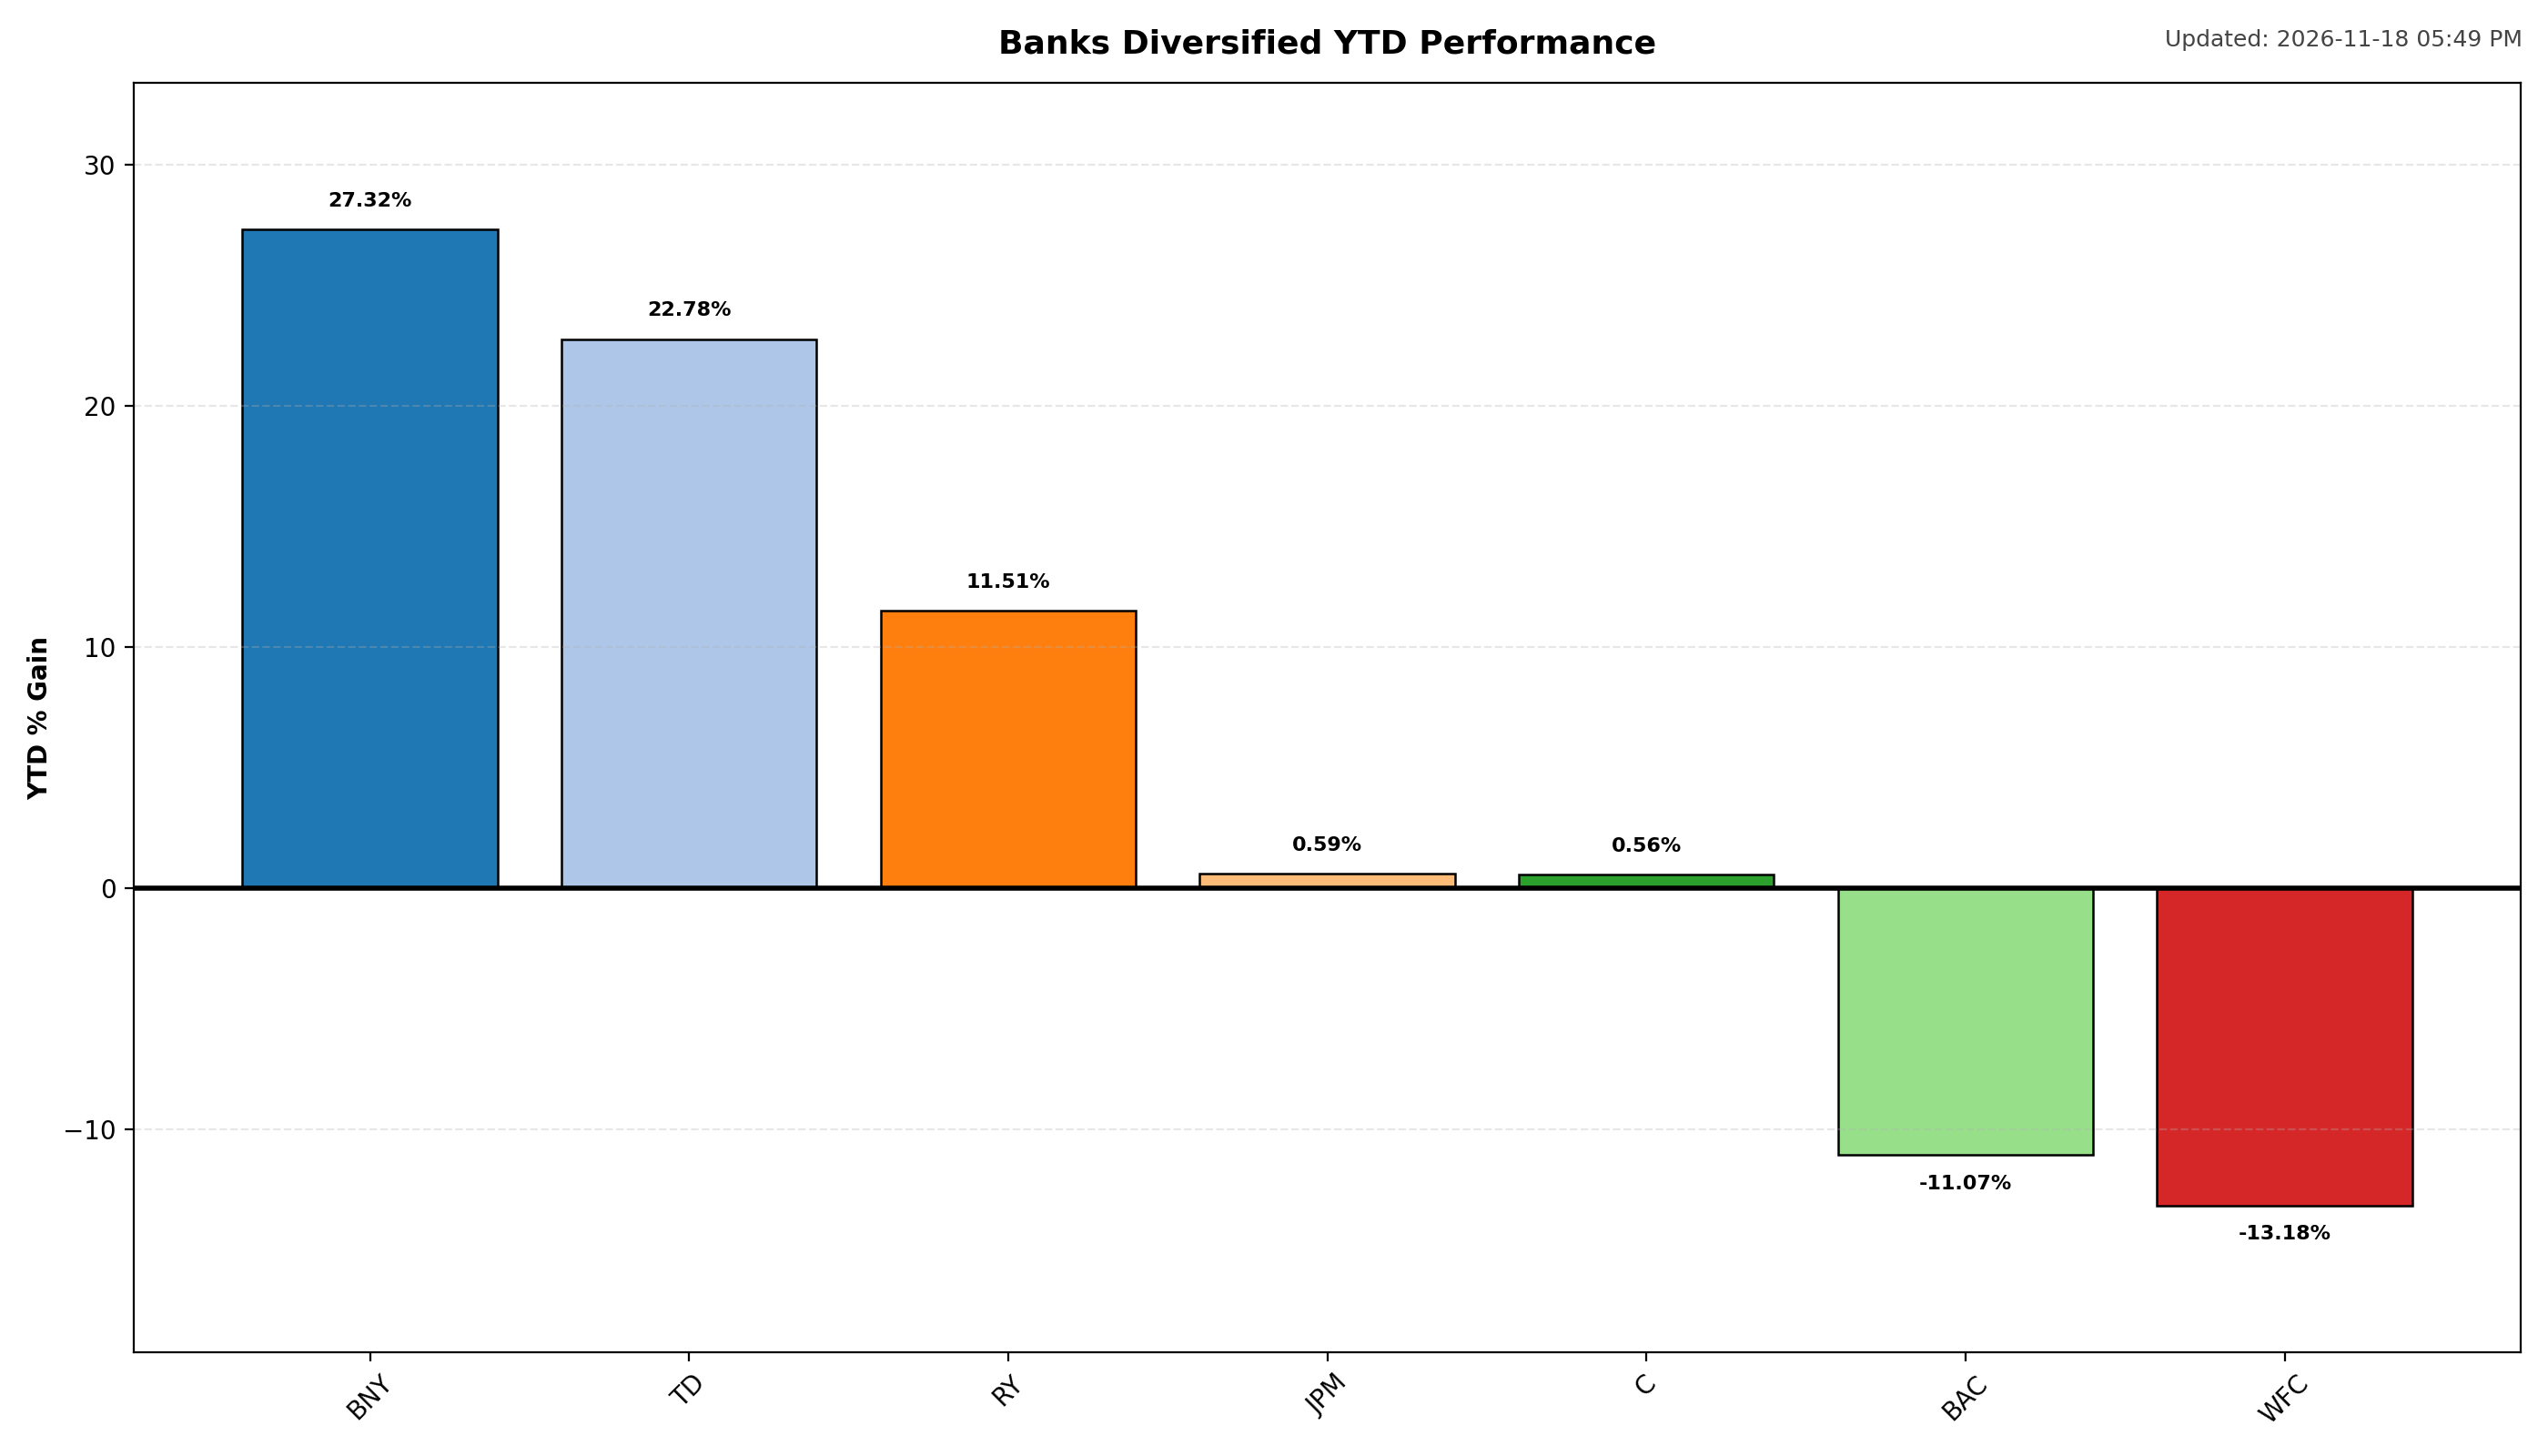 Banks Diversified YTD Performance
Updated: 2026-11-18 05:49 PM
YTD % Gain
30
20
10
0
−10
27.32%
22.78%
11.51%
0.59%
0.56%
-11.07%
-13.18%
BNY
TD
RY
JPM
C
BAC
WFC